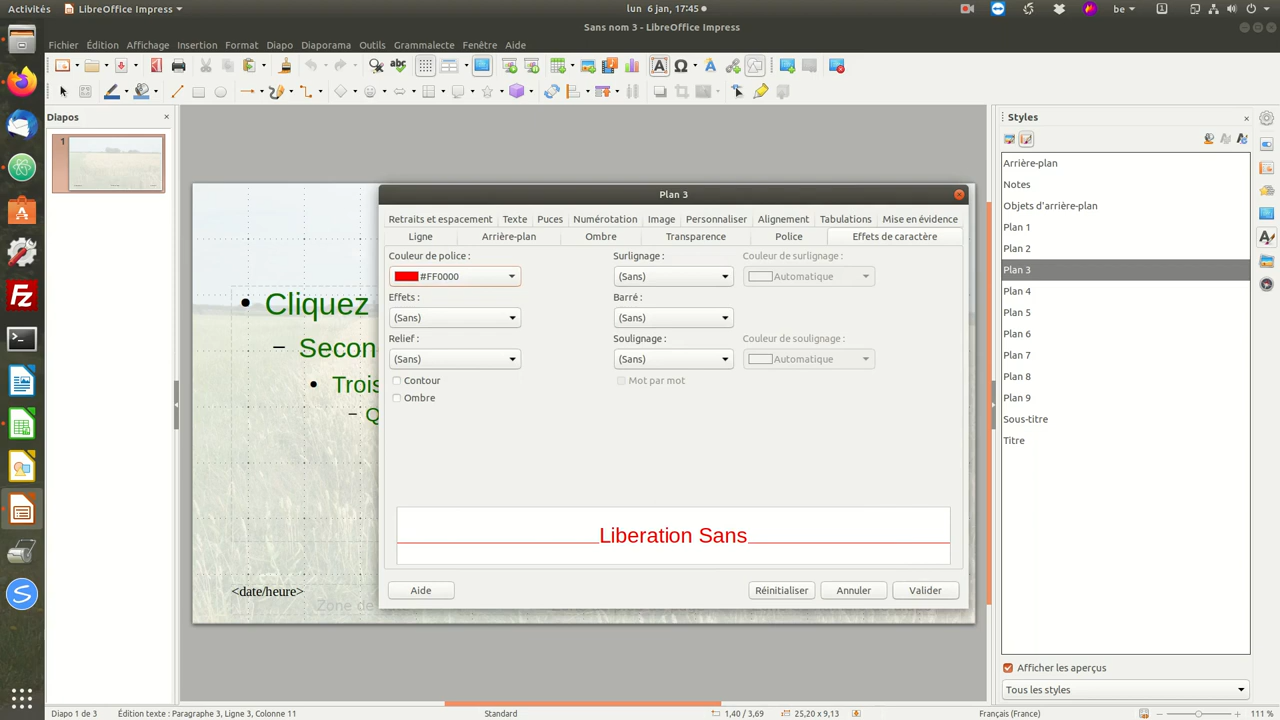 Activités
LibreOffice Impress
lun 6 jan, 17:45
be
Sans nom 3 - LibreOffice Impress
Fichier Édition Affichage Insertion Format Diapo Diaporama Outils Grammalecte Fenêtre Aide
Diapos
1
Cliquez
Secon
Trois
Q
<date/heure>
Zone de
Plan 3
Retraits et espacement Texte Puces Numérotation Image Personnaliser Alignement Tabulations Mise en évidence
Ligne Arrière-plan Ombre Transparence Police Effets de caractère
Couleur de police : Surlignage : Couleur de surlignage :
#FF0000 (Sans) Automatique
Effets : Barré :
(Sans) (Sans)
Relief : Soulignage : Couleur de soulignage :
(Sans) (Sans) Automatique
Contour Mot par mot
Ombre
Liberation Sans
Aide Réinitialiser Annuler Valider
Styles
Arrière-plan
Notes
Objets d'arrière-plan
Plan 1
Plan 2
Plan 3
Plan 4
Plan 5
Plan 6
Plan 7
Plan 8
Plan 9
Sous-titre
Titre
Afficher les aperçus
Tous les styles
Diapo 1 de 3 Édition texte : Paragraphe 3, Ligne 3, Colonne 11 Standard 1,40 / 3,69 25,20 x 9,13 Français (France) 111 %